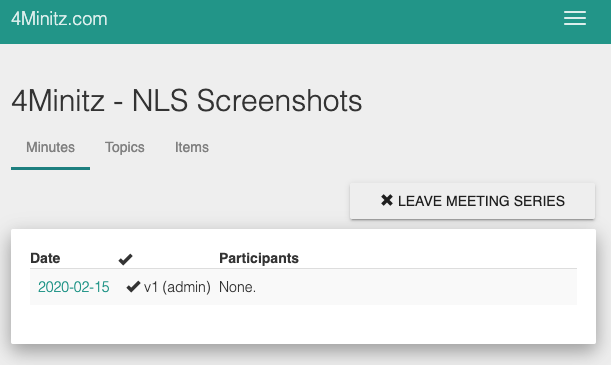 4Minitz.com
4Minitz - NLS Screenshots
Minutes Topics Items
✖ LEAVE MEETING SERIES
Date ✔ Participants
2020-02-15 ✔ v1 (admin) None.